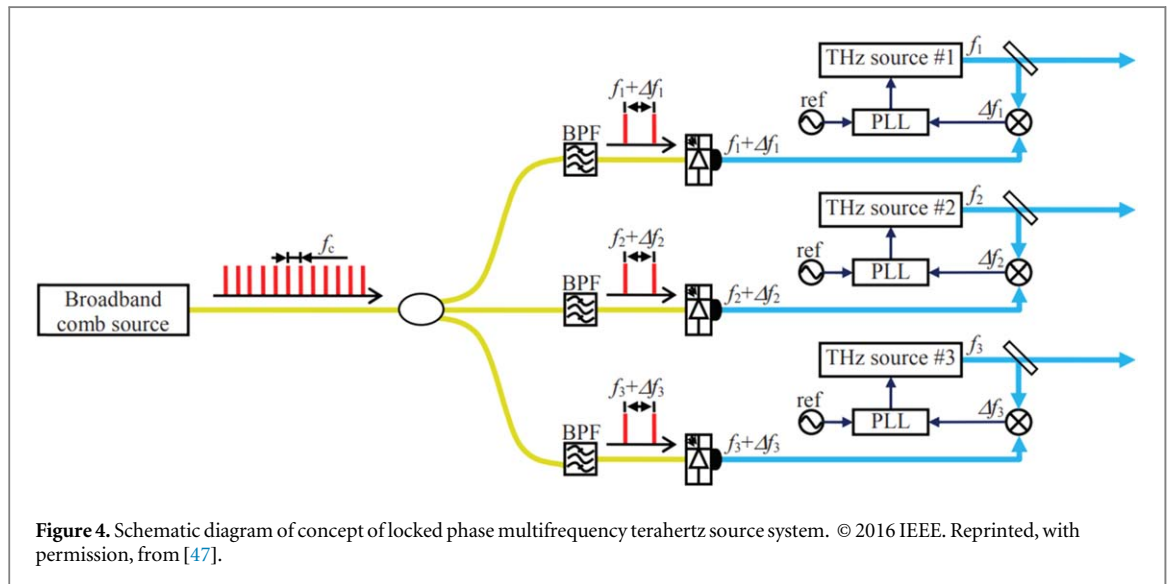 THz source #1
f₁
f₁+Δf₁
ref
PLL
Δf₁
BPF
f₁+Δf₁
THz source #2
f₂
f₂+Δf₂
ref
PLL
Δf₂
BPF
f₂+Δf₂
f_c
Broadband
comb source
THz source #3
f₃
f₃+Δf₃
ref
PLL
Δf₃
BPF
f₃+Δf₃
Figure 4. Schematic diagram of concept of locked phase multifrequency terahertz source system. © 2016 IEEE. Reprinted, with
permission, from [47].